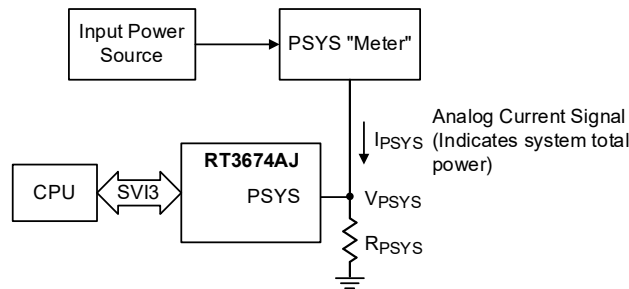 Input Power
Source
PSYS "Meter"
IPSYS
Analog Current Signal
(Indicates system total
power)
RT3674AJ
CPU
SVI3
PSYS
VPSYS
RPSYS